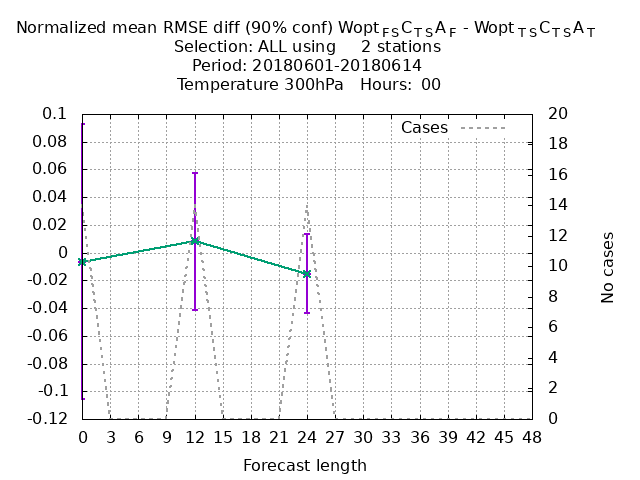 Normalized mean RMSE diff (90% conf) Wopt FS C TS A F - Wopt TS C TS A T
Selection: ALL using 2 stations
Period: 20180601-20180614
Temperature 300hPa Hours: 00
Cases
0.1
0.08
0.06
0.04
0.02
0
-0.02
-0.04
-0.06
-0.08
-0.1
-0.12
20
18
16
14
12
10
8
6
4
2
0
No cases
0 3 6 9 12 15 18 21 24 27 30 33 36 39 42 45 48
Forecast length